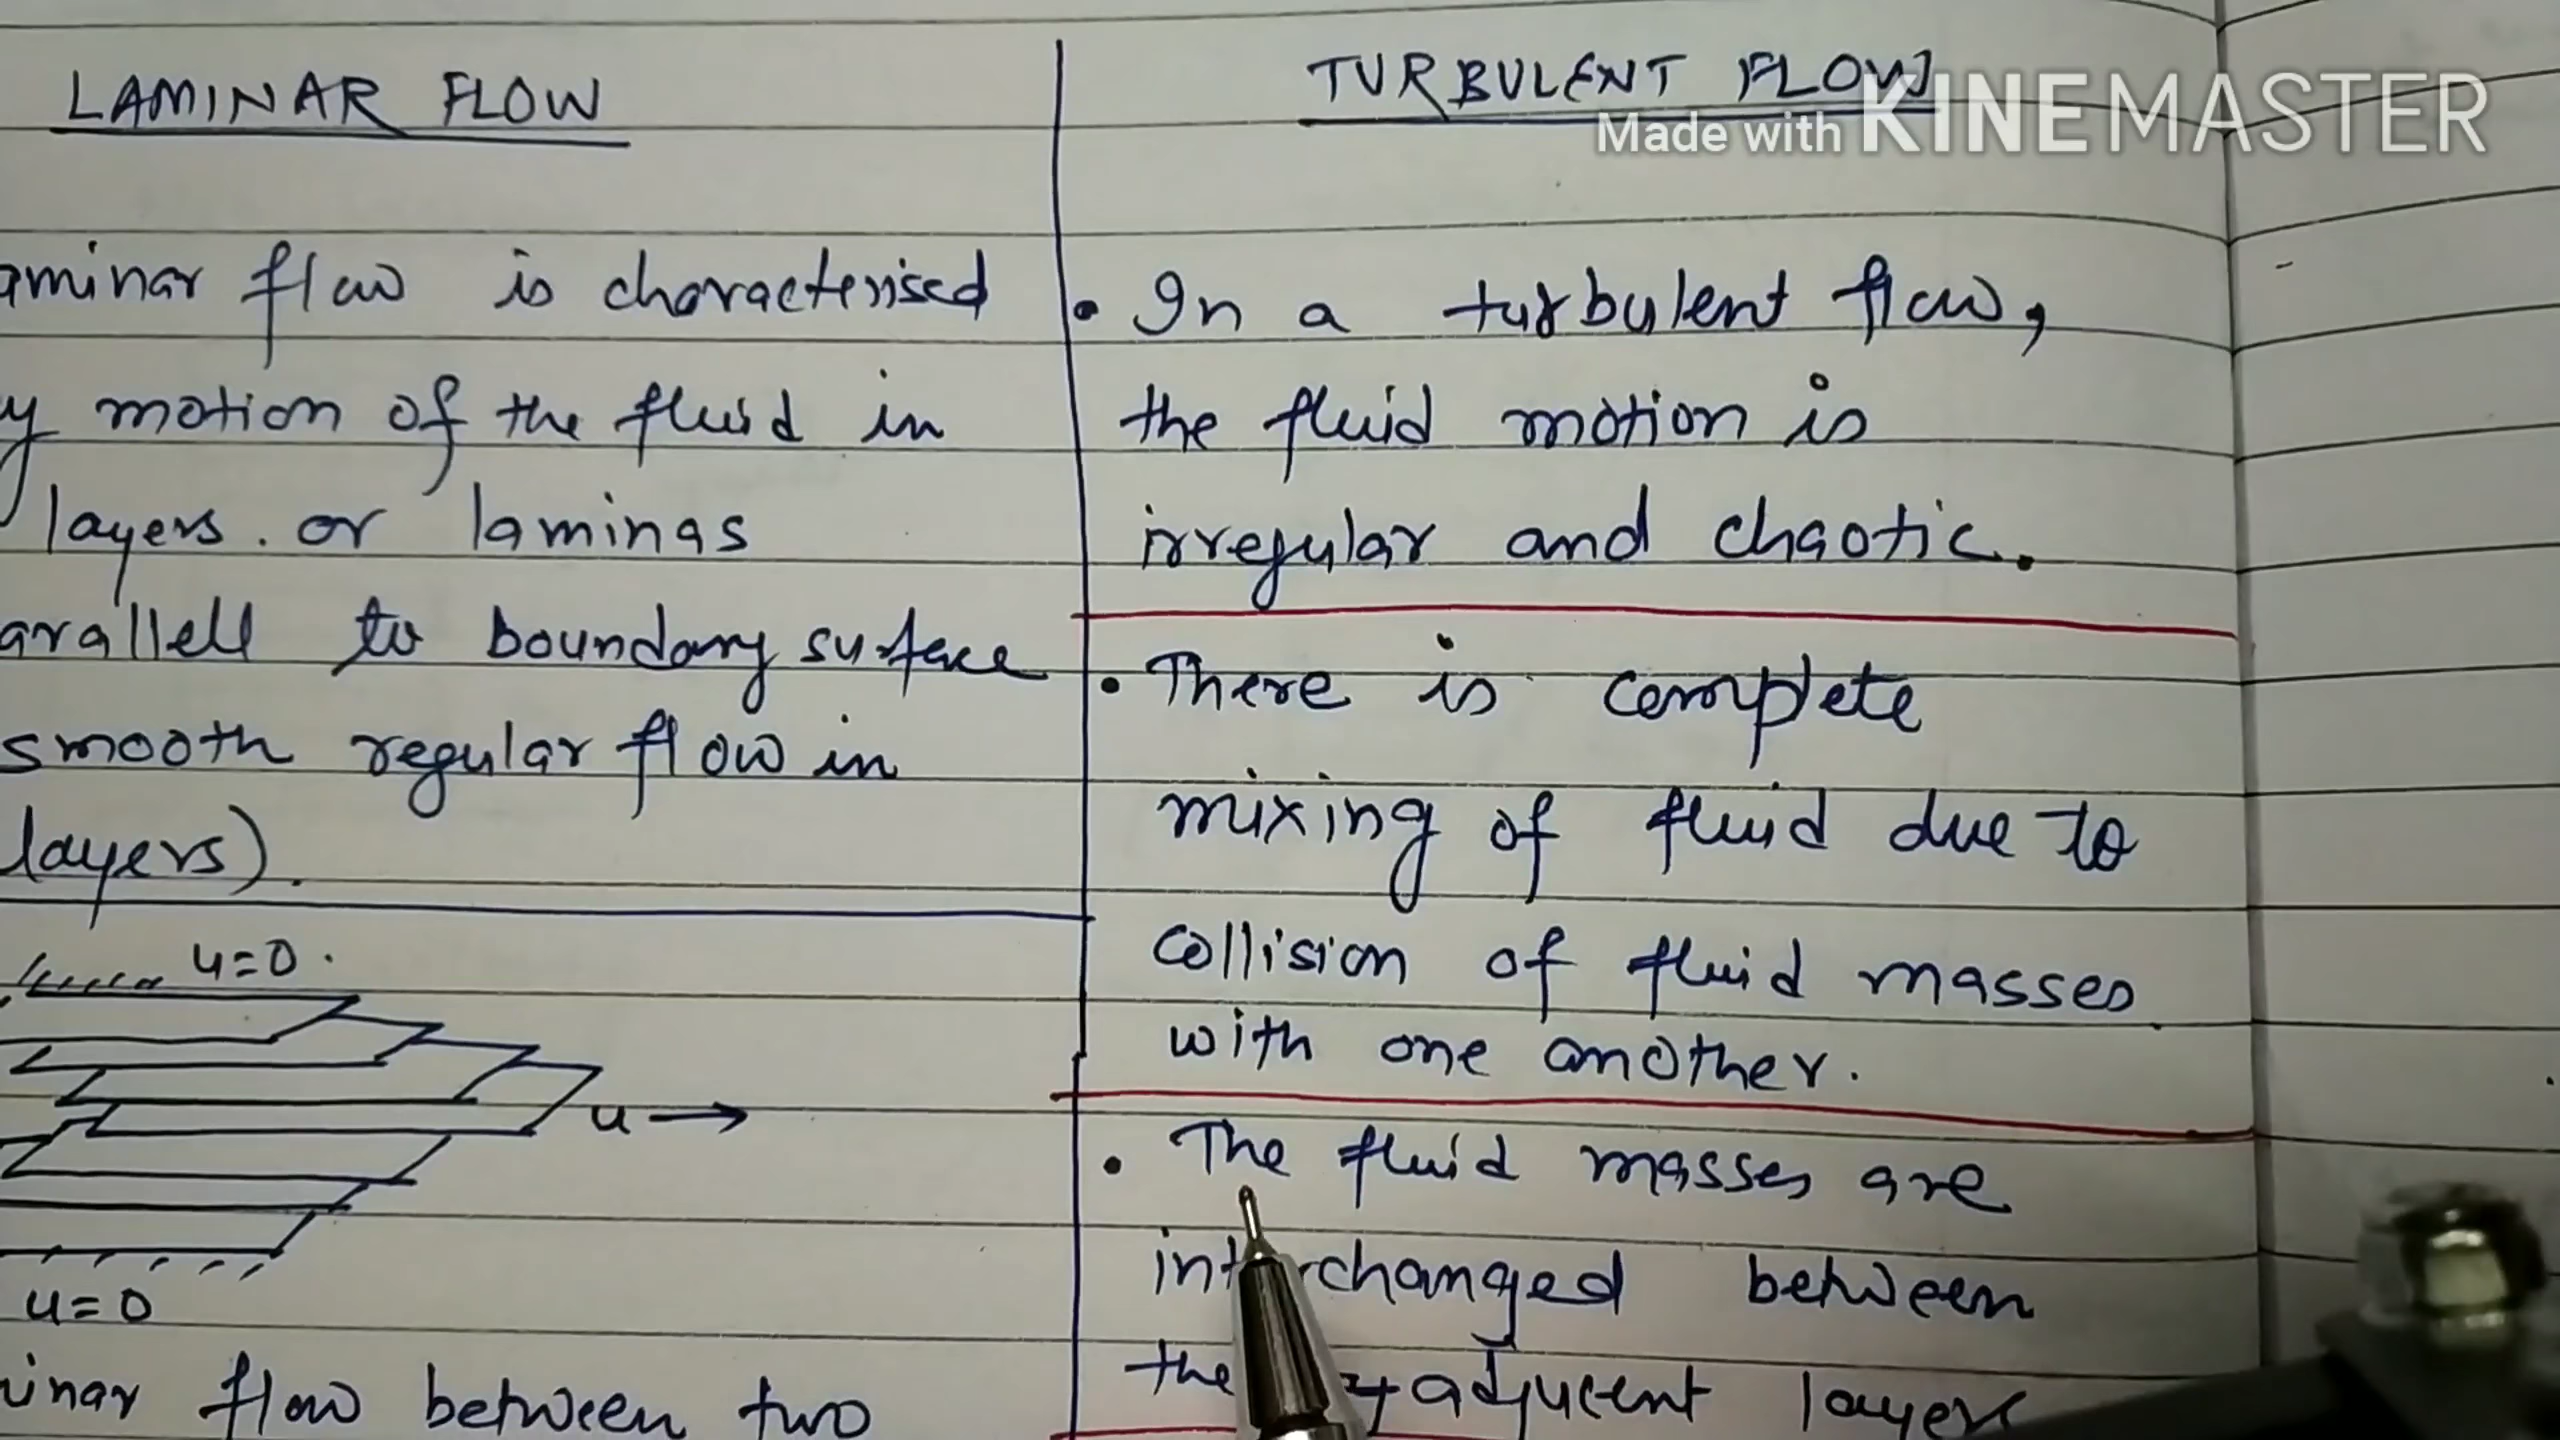 LAMINAR FLOW
aminar flow is characterised
y motion of the fluid in
layers. or laminas
arallell to boundary surface
smooth regular flow in
layers).
u=0.
u →
u=0
inar flow between two
TURBULENT FLOW
Made with KINEMASTER
• In a turbulent flow,
the fluid motion is
irregular and chaotic.
• There is complete
mixing of fluid due to
collision of fluid masses
with one another.
• The fluid masses are
interchanged between
the adjucent layers